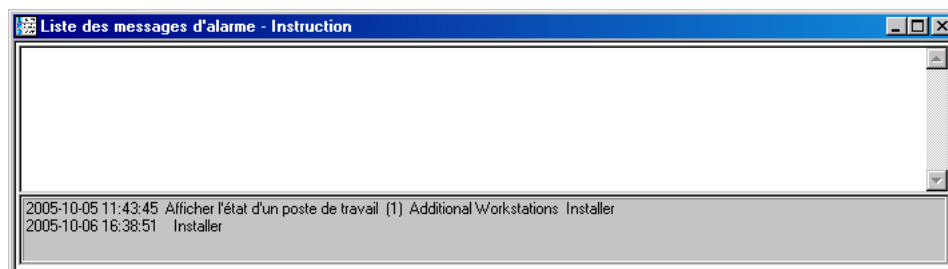 Liste des messages d'alarme - Instruction
2005-10-05 11:43:45 Afficher l'état d'un poste de travail (1) Additional Workstations Installer
2005-10-06 16:38:51 Installer